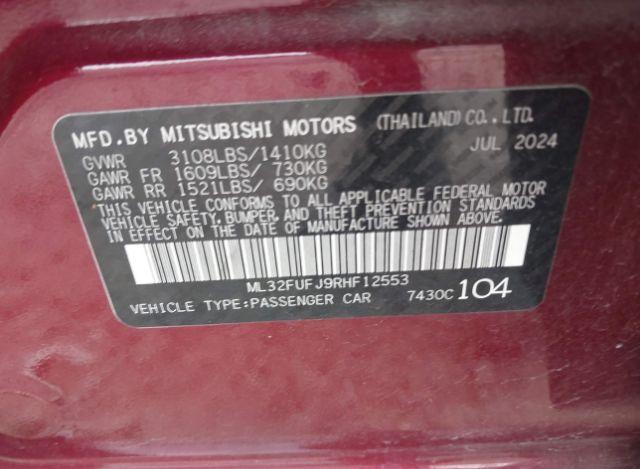 MFD.BY MITSUBISHI MOTORS (THAILAND)CO.,LTD.
GVWR 3108LBS/1410KG JUL 2024
GAWR FR 1609LBS/ 730KG
GAWR RR 1521LBS/ 690KG
THIS VEHICLE CONFORMS TO ALL APPLICABLE FEDERAL MOTOR
VEHICLE SAFETY,BUMPER,AND THEFT PREVENTION STANDARDS
IN EFFECT ON THE DATE OF MANUFACTURE SHOWN ABOVE.
ML32FUFJ9RHF12553
VEHICLE TYPE:PASSENGER CAR 7430C 104